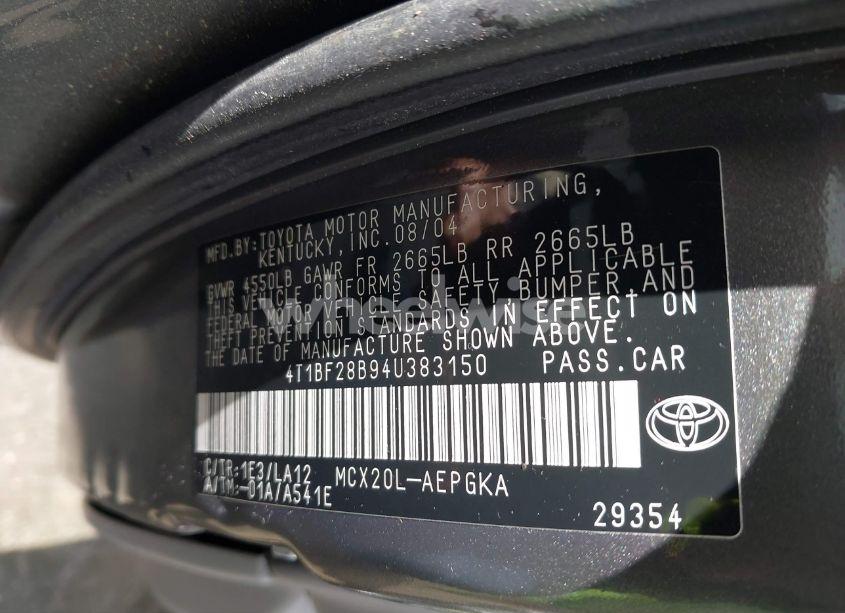 MFD.BY:TOYOTA MOTOR MANUFACTURING,
KENTUCKY,INC.08/04
GVWR 4550LB GAWR FR 2665LB RR 2665LB
THIS VEHICLE CONFORMS TO ALL APPLICABLE
FEDERAL MOTOR VEHICLE SAFETY BUMPER,AND
THEFT PREVENTION STANDARDS IN EFFECT ON
THE DATE OF MANUFACTURE SHOWN ABOVE.
4T1BF28B94U383150 PASS.CAR
C/TR:1E3/LA12 MCX20L-AEPGKA
A/TM:-01A/A541E
29354
wheelwise